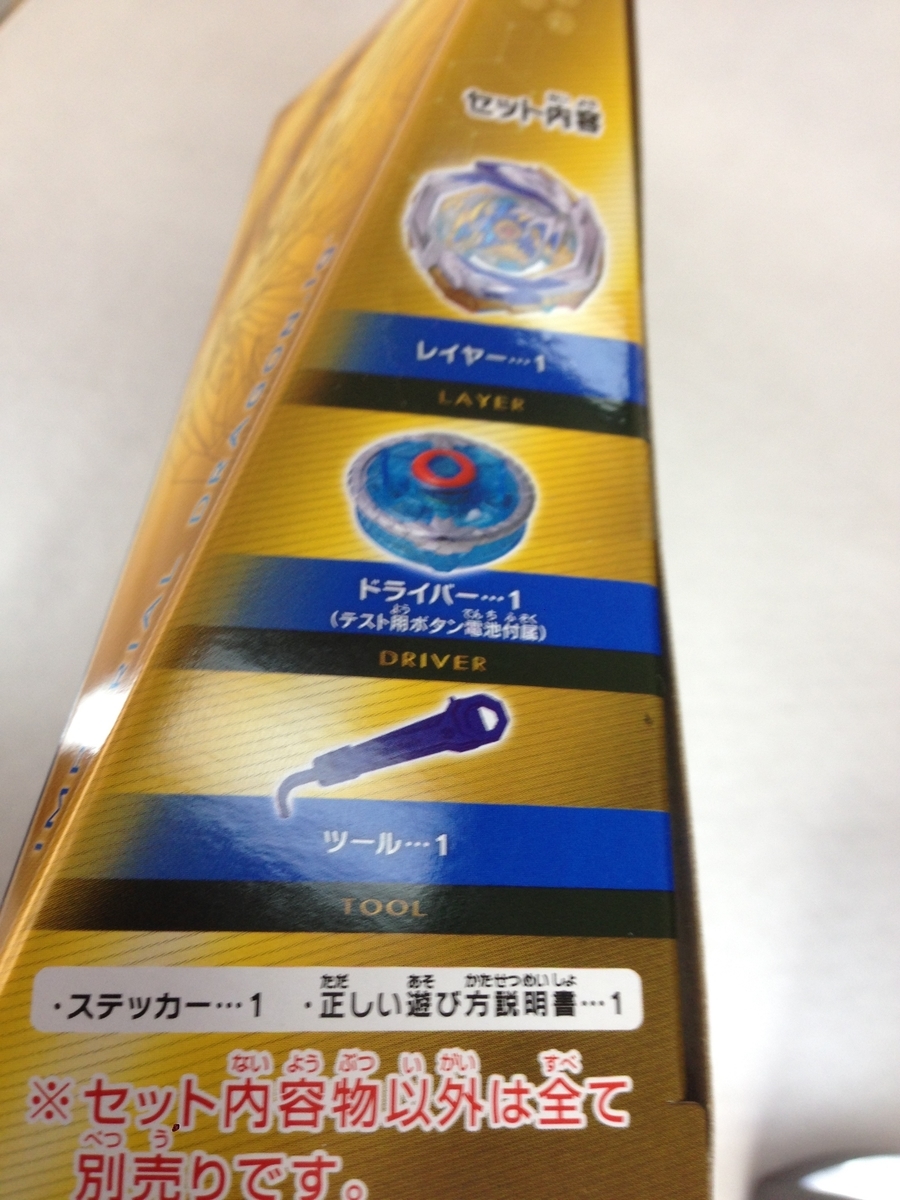 セット内容
レイヤー…1
LAYER
ドライバー…1
(テスト用ボタン電池付属)
DRIVER
ツール…1
TOOL
・ステッカー…1 ・正しい遊び方説明書…1
※セット内容物以外は全て
別売りです。
DRAGON.Ig